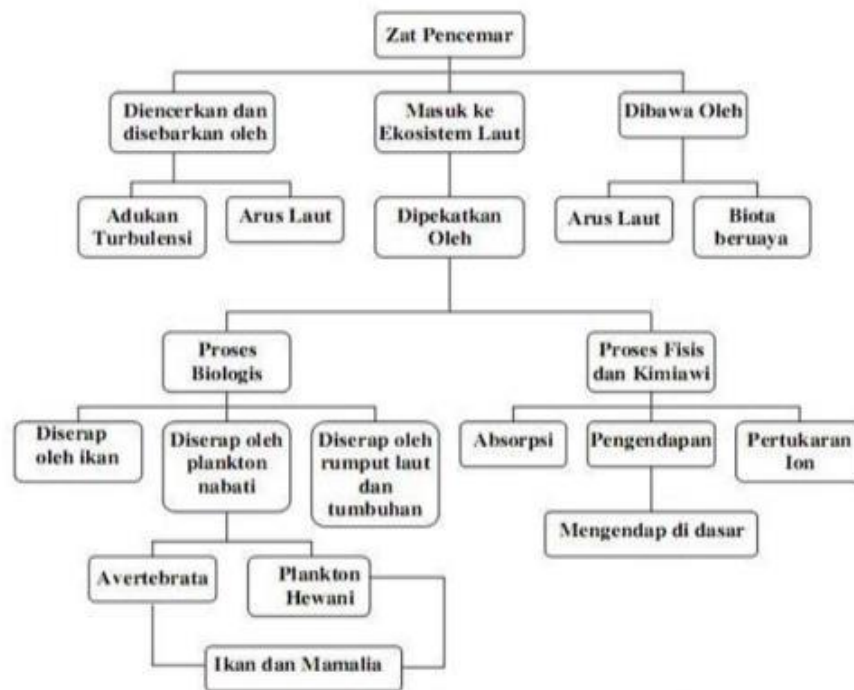 Zat Pencemar
Diencerkan dan
disebarkan oleh
Masuk ke
Ekosistem Laut
Dibawa Oleh
Adukan
Turbulensi
Arus Laut
Dipekatkan
Oleh
Arus Laut
Biota
beruaya
Proses
Biologis
Proses Fisis
dan Kimiawi
Diserap
oleh ikan
Diserap oleh
plankton
nabati
Diserap oleh
rumput laut
dan
tumbuhan
Absorpsi
Pengendapan
Pertukaran
Ion
Mengendap di dasar
Avertebrata
Plankton
Hewani
Ikan dan Mamalia